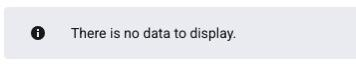 There is no data to display.